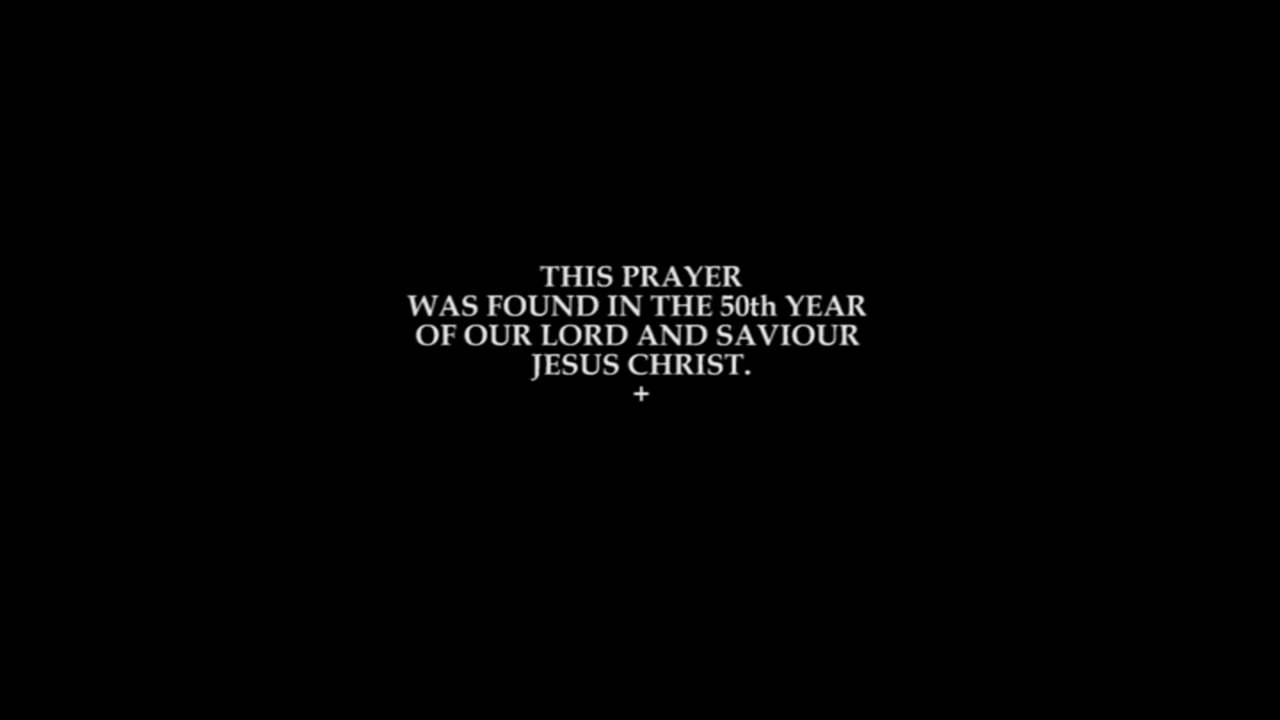 THIS PRAYER
WAS FOUND IN THE 50th YEAR
OF OUR LORD AND SAVIOUR
JESUS CHRIST.
+